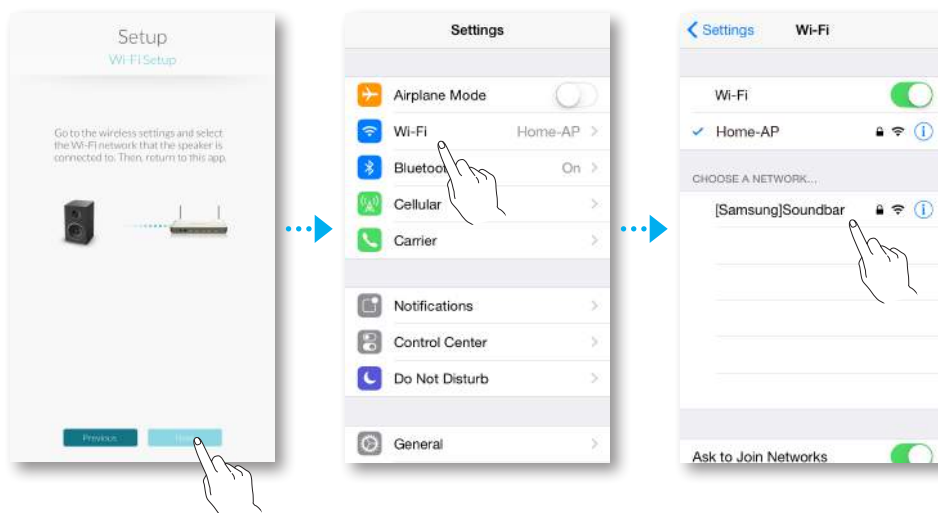 Setup
Wi-Fi Setup
Go to the wireless settings and select
the Wi-Fi network that the speaker is
connected to. Then, return to this app.
Previous
Settings
Airplane Mode
Wi-Fi Home-AP
On
Cellular
Carrier
Notifications
Control Center
Do Not Disturb
General
Settings Wi-Fi
Wi-Fi
Home-AP
CHOOSE A NETWORK...
[Samsung]Soundbar
Ask to Join Networks